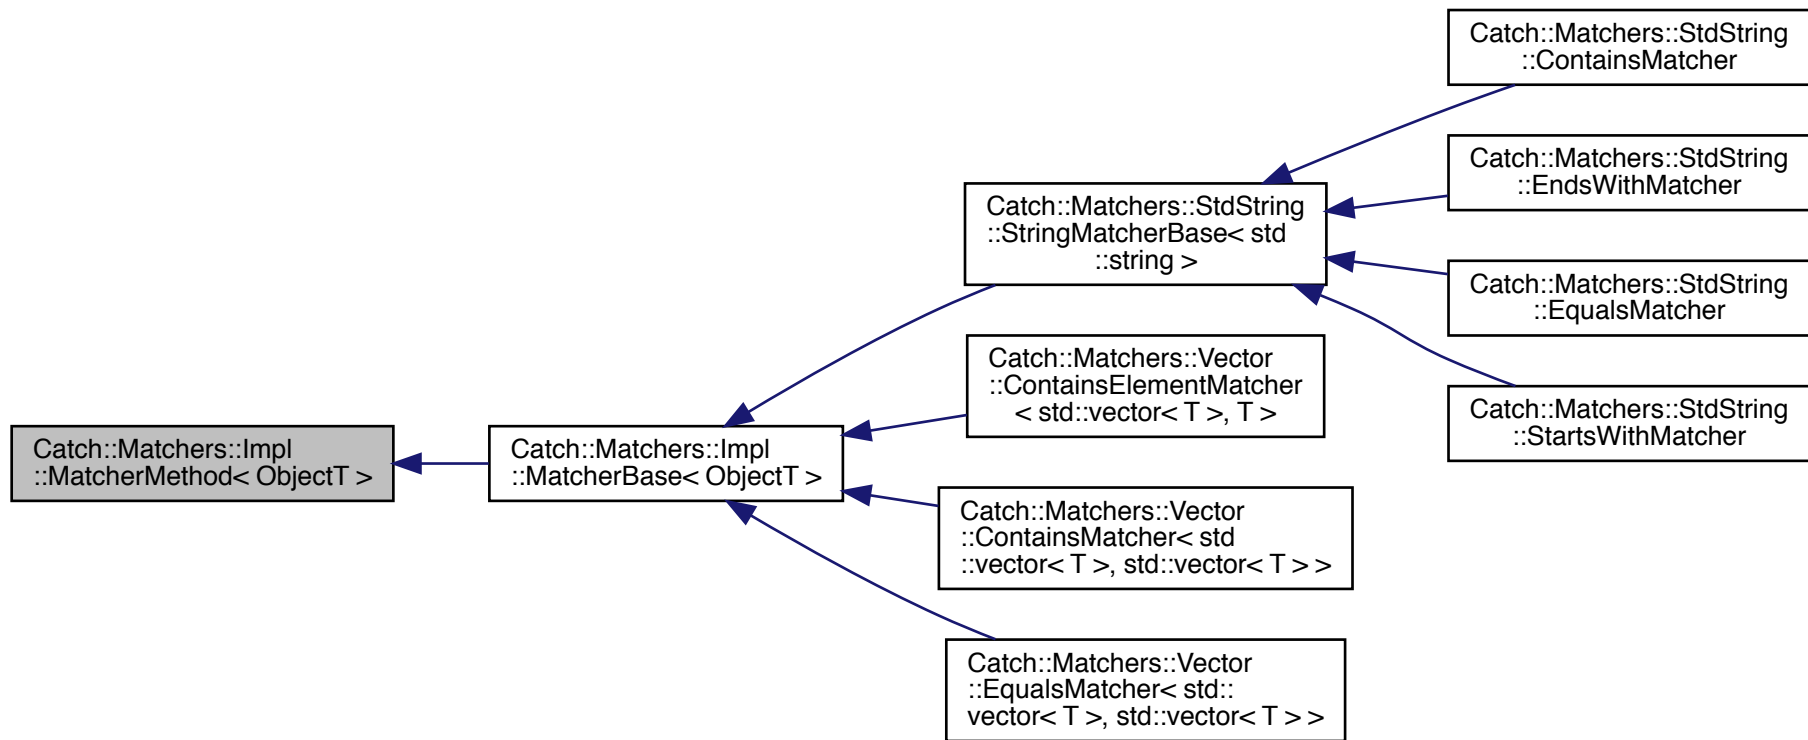 Catch::Matchers::Impl
::MatcherMethod< ObjectT >
Catch::Matchers::Impl
::MatcherBase< ObjectT >
Catch::Matchers::StdString
::StringMatcherBase< std
::string >
Catch::Matchers::Vector
::ContainsElementMatcher
< std::vector< T >, T >
Catch::Matchers::Vector
::ContainsMatcher< std
::vector< T >, std::vector< T > >
Catch::Matchers::Vector
::EqualsMatcher< std::
vector< T >, std::vector< T > >
Catch::Matchers::StdString
::ContainsMatcher
Catch::Matchers::StdString
::EndsWithMatcher
Catch::Matchers::StdString
::EqualsMatcher
Catch::Matchers::StdString
::StartsWithMatcher